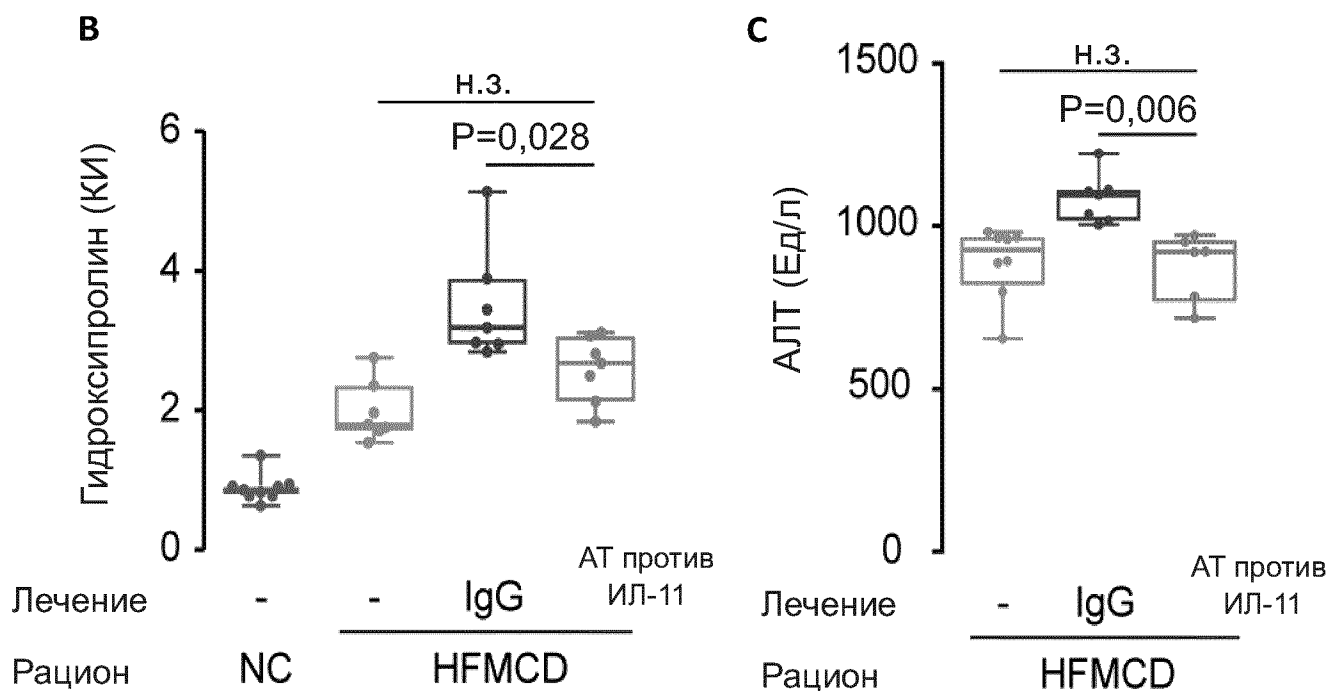 B
н.з.
P=0,028
6
4
2
0
Гидроксипролин (КИ)
АТ против
ИЛ-11
Лечение - - IgG
Рацион NC HFMCD
C
н.з.
P=0,006
1500
1000
500
0
АЛТ (Ед/л)
АТ против
ИЛ-11
Лечение - IgG
Рацион HFMCD